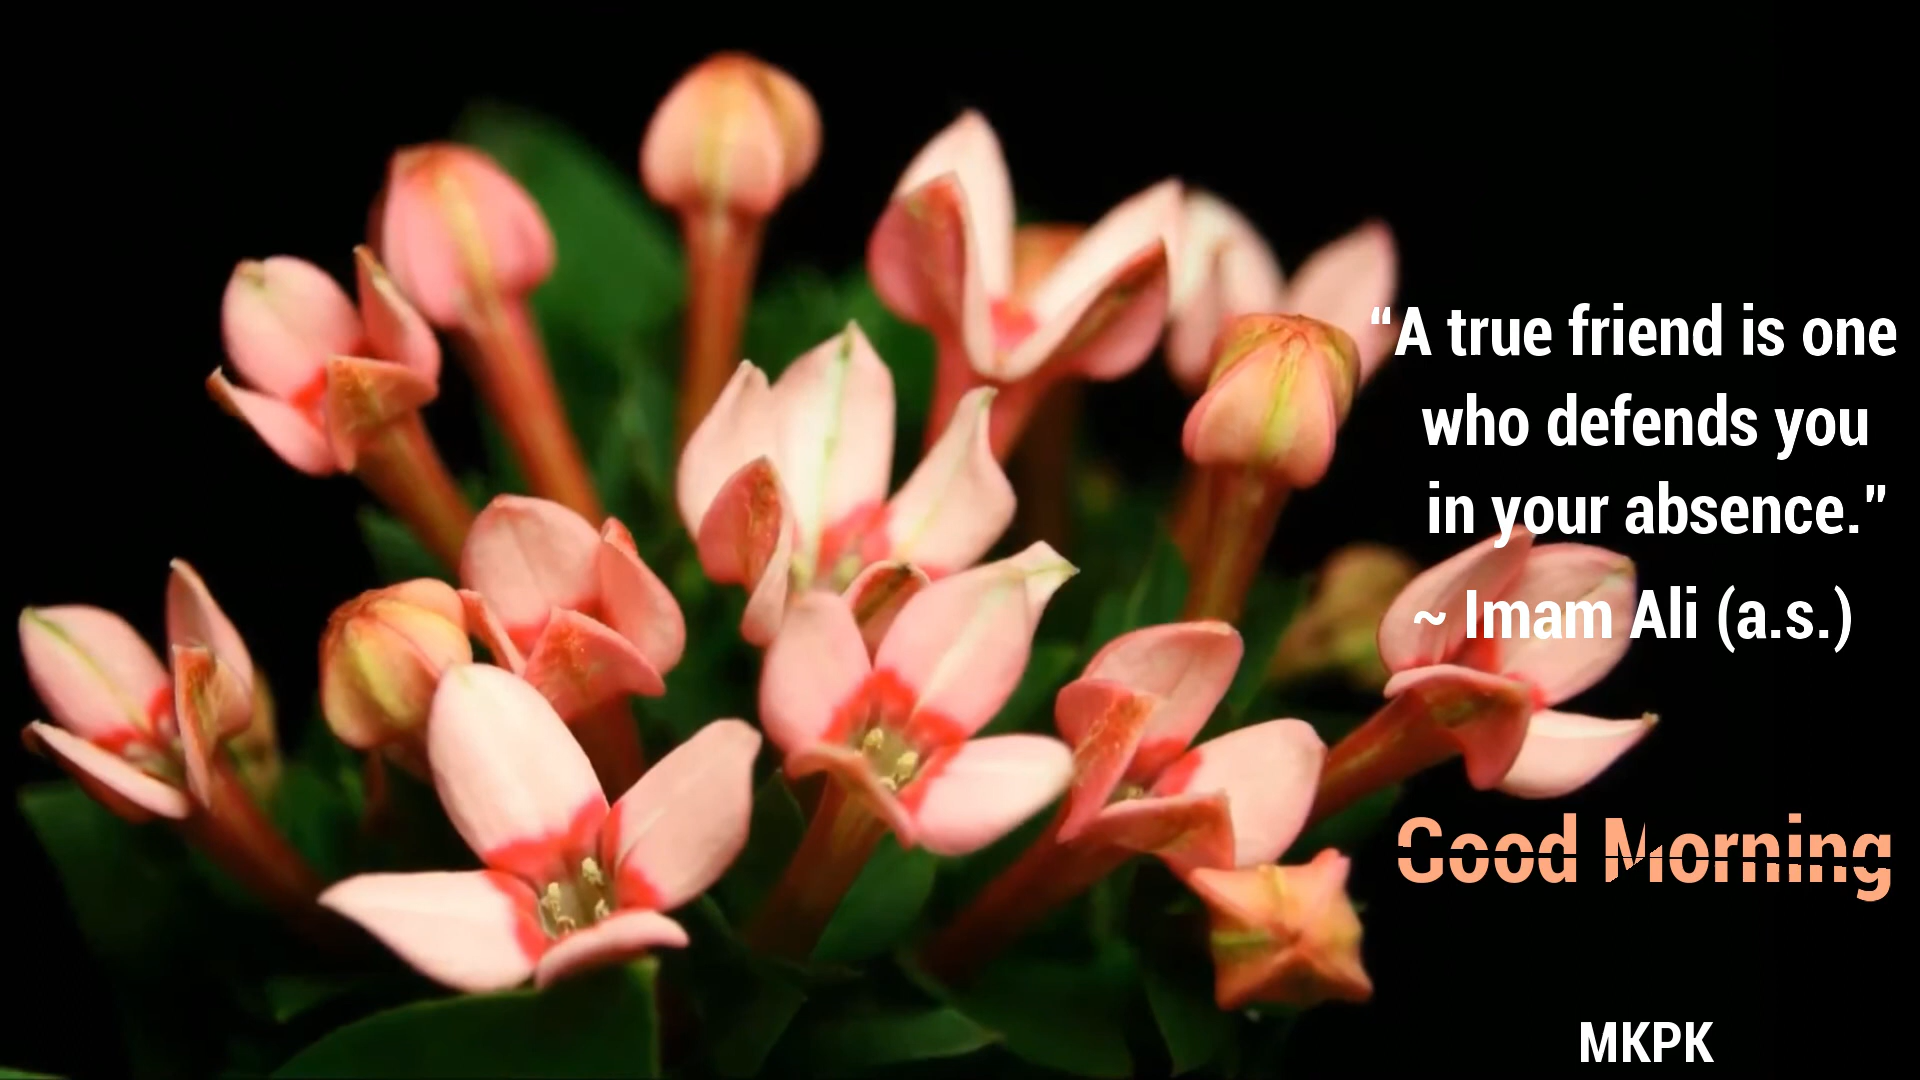 “A true friend is one
who defends you
in your absence.”
~ Imam Ali (a.s.)
Good Morning
MKPK